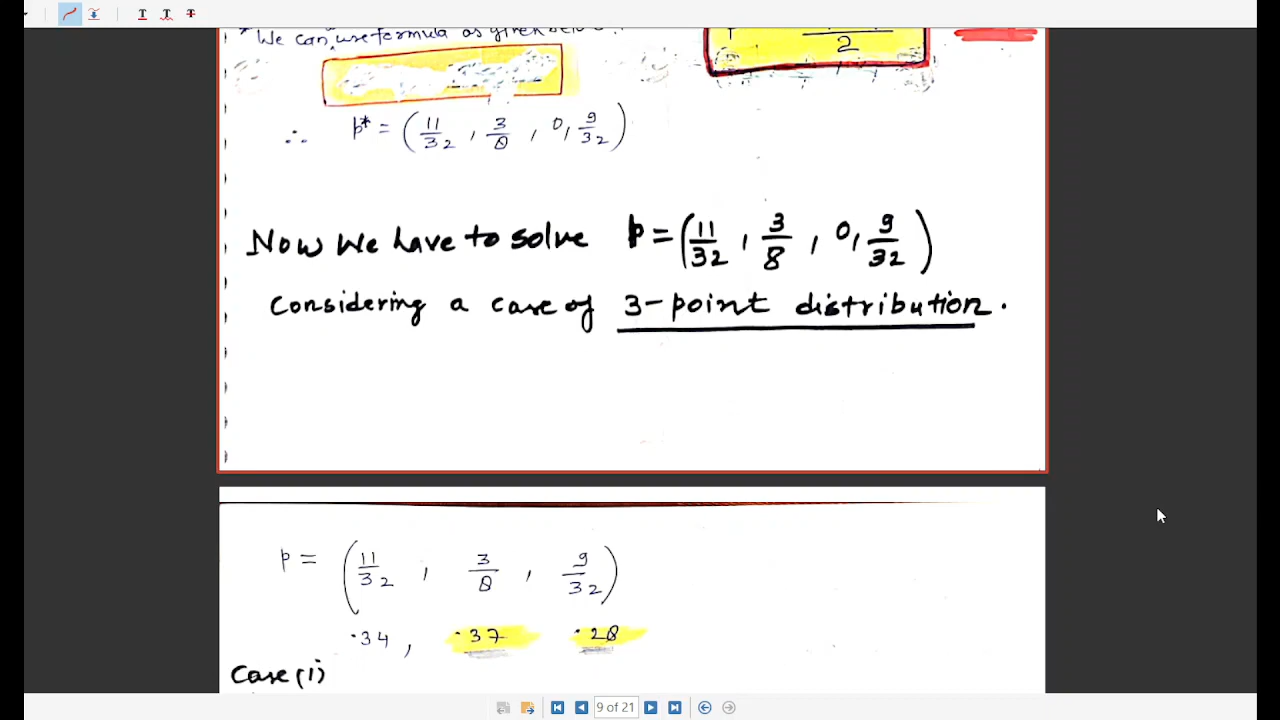 We can use formula as given below
2
∴ p* = (11/32, 3/8, 0, 9/32)
Now We have to solve p = (11/32, 3/8, 0, 9/32)
Considering a case of 3-point distribution.
p = (11/32, 3/8, 9/32)
.34, .37 .28
Case (i)
9 of 21